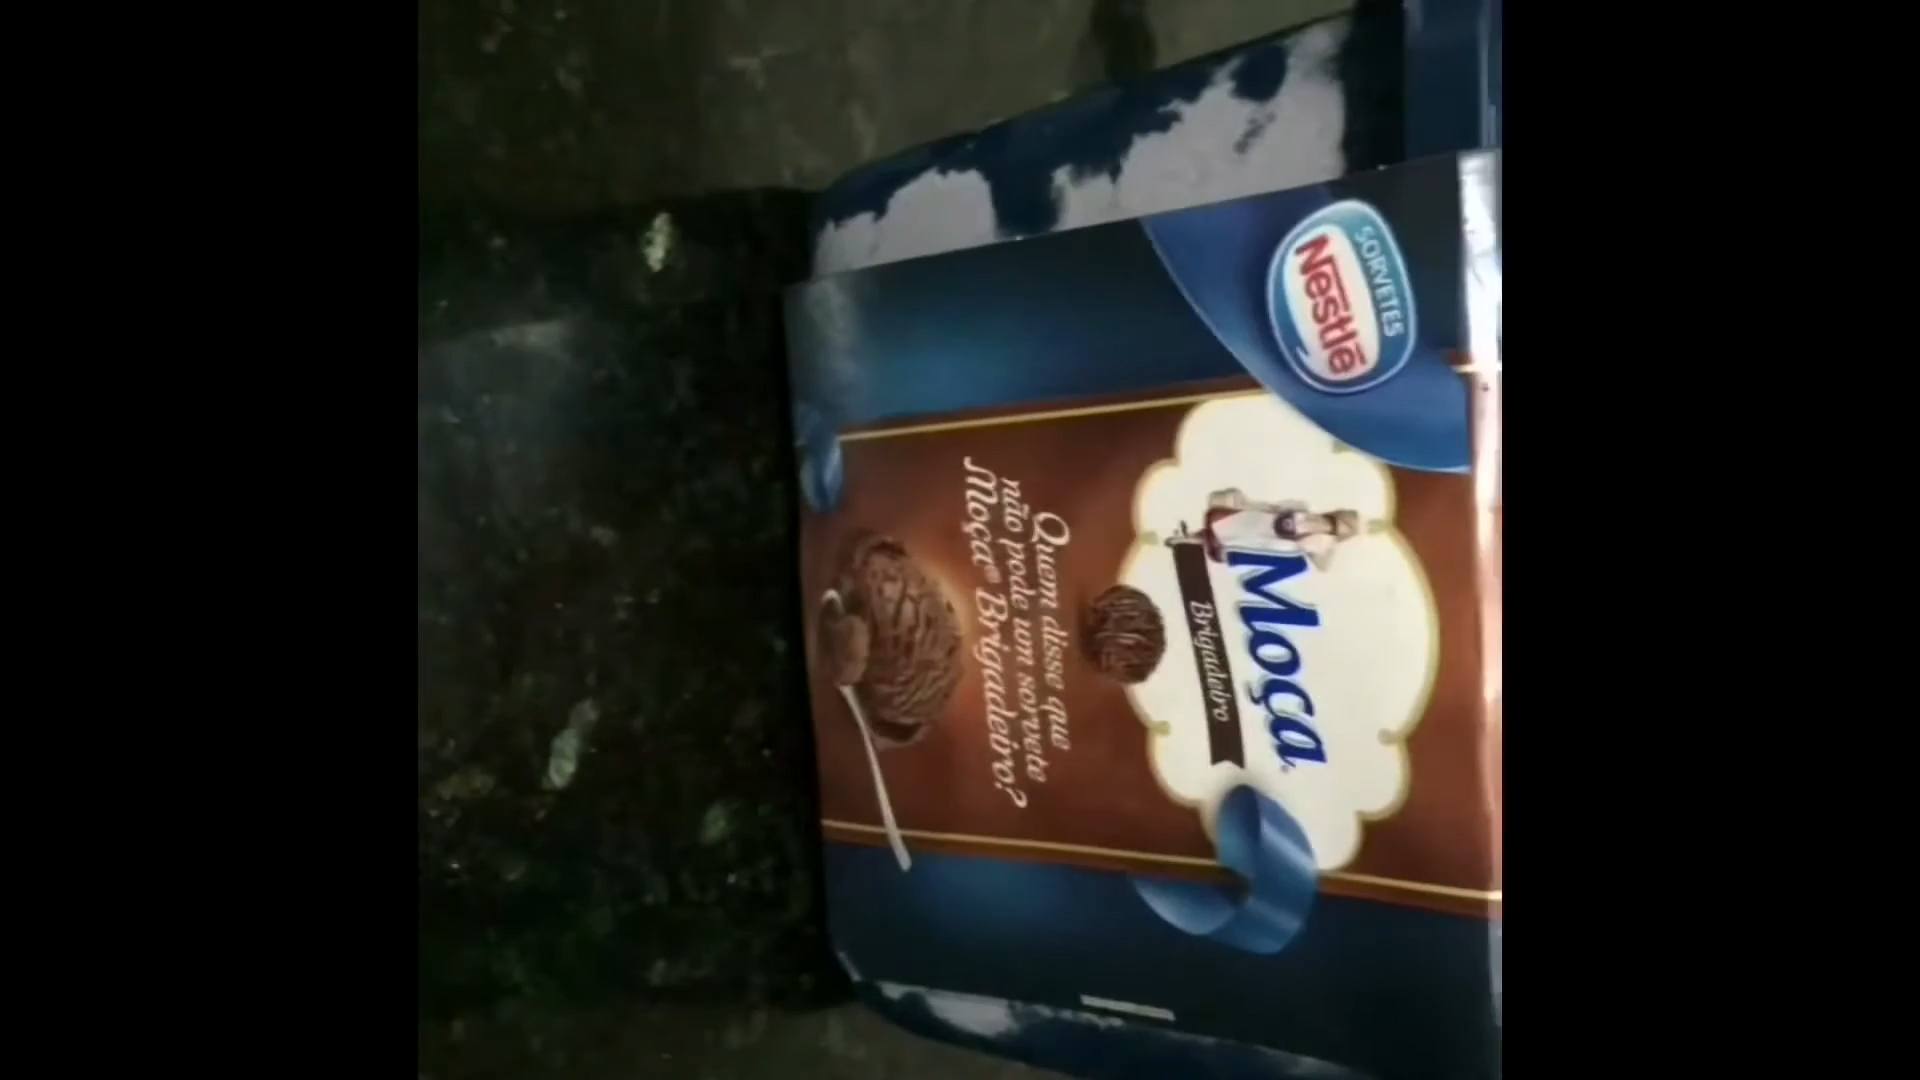 SORVETES
Nestlé
Moça
Brigadeiro
Quem disse que
não pode um sorvete
Moça® Brigadeiro?